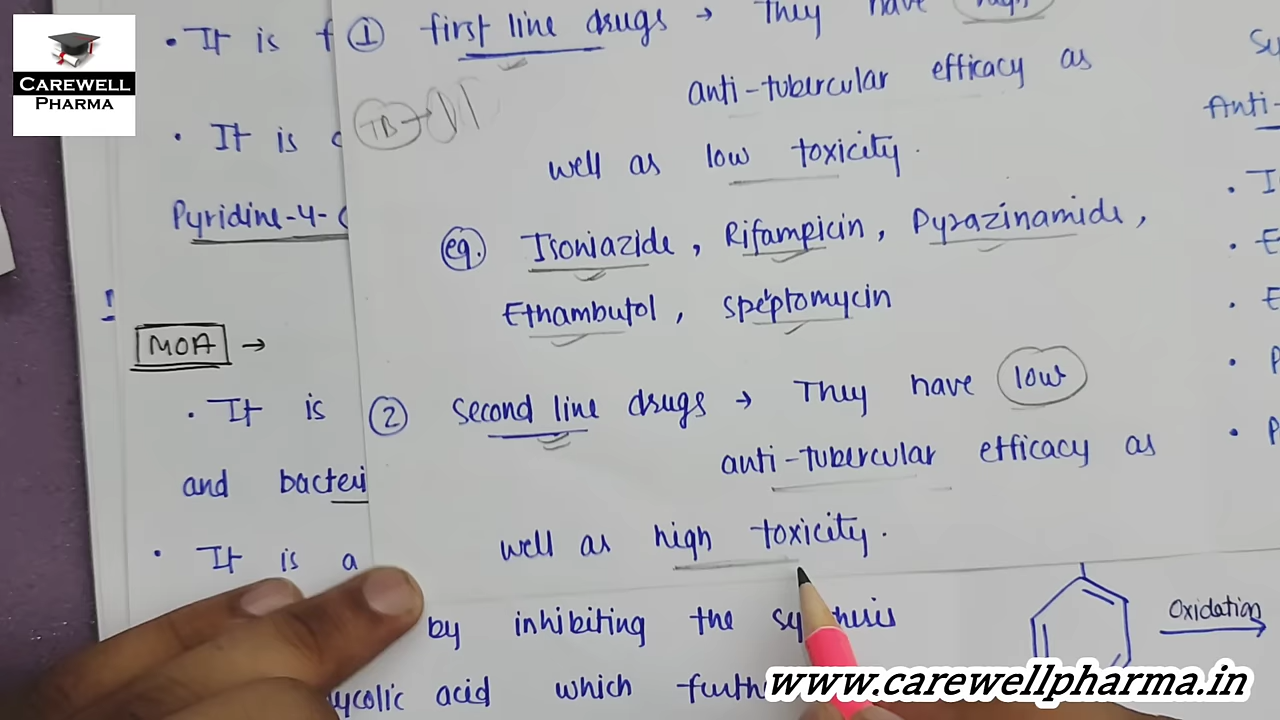 CAREWELL
PHARMA
• It is f
① first line drugs → They have high
anti-tubercular efficacy as
TB →
• It is
well as low toxicity.
Pyridine-4-
eg. Isoniazide, Rifampicin, Pyrazinamide,
Ethambutol, Streptomycin
MOA →
• It is
② Second line drugs → They have low
anti-tubercular efficacy as
and bacteri
well as high toxicity.
• It is a
by inhibiting the
ycolic acid which furth
Oxidation
Anti-
www.carewellpharma.in